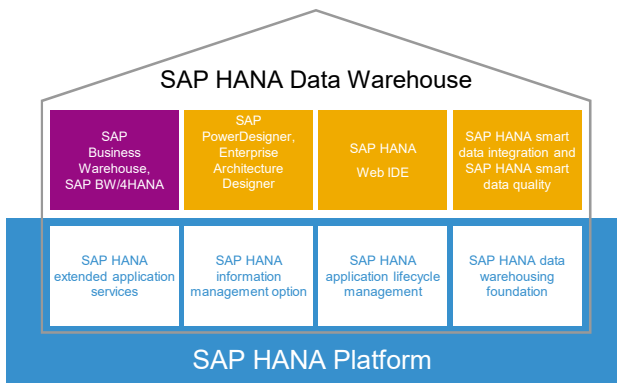 SAP HANA Data Warehouse
SAP
Business
Warehouse,
SAP BW/4HANA
SAP
PowerDesigner,
Enterprise
Architecture
Designer
SAP HANA
Web IDE
SAP HANA smart
data integration and
SAP HANA smart
data quality
SAP HANA
extended application
services
SAP HANA
information
management option
SAP HANA
application lifecycle
management
SAP HANA data
warehousing
foundation
SAP HANA Platform